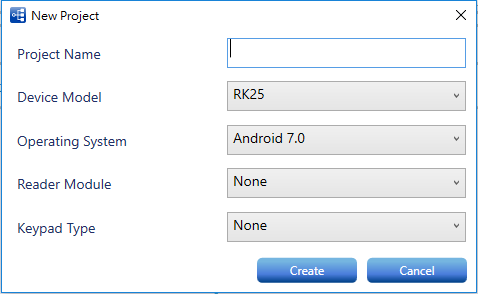 New Project
Project Name
Device Model RK25
Operating System Android 7.0
Reader Module None
Keypad Type None
Create Cancel